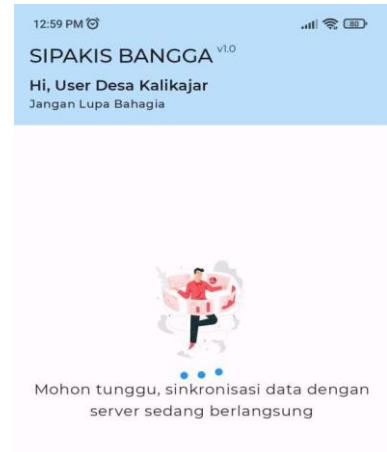 12:59 PM
80
SIPAKIS BANGGA v1.0
Hi, User Desa Kalikajar
Jangan Lupa Bahagia
Mohon tunggu, sinkronisasi data dengan
server sedang berlangsung